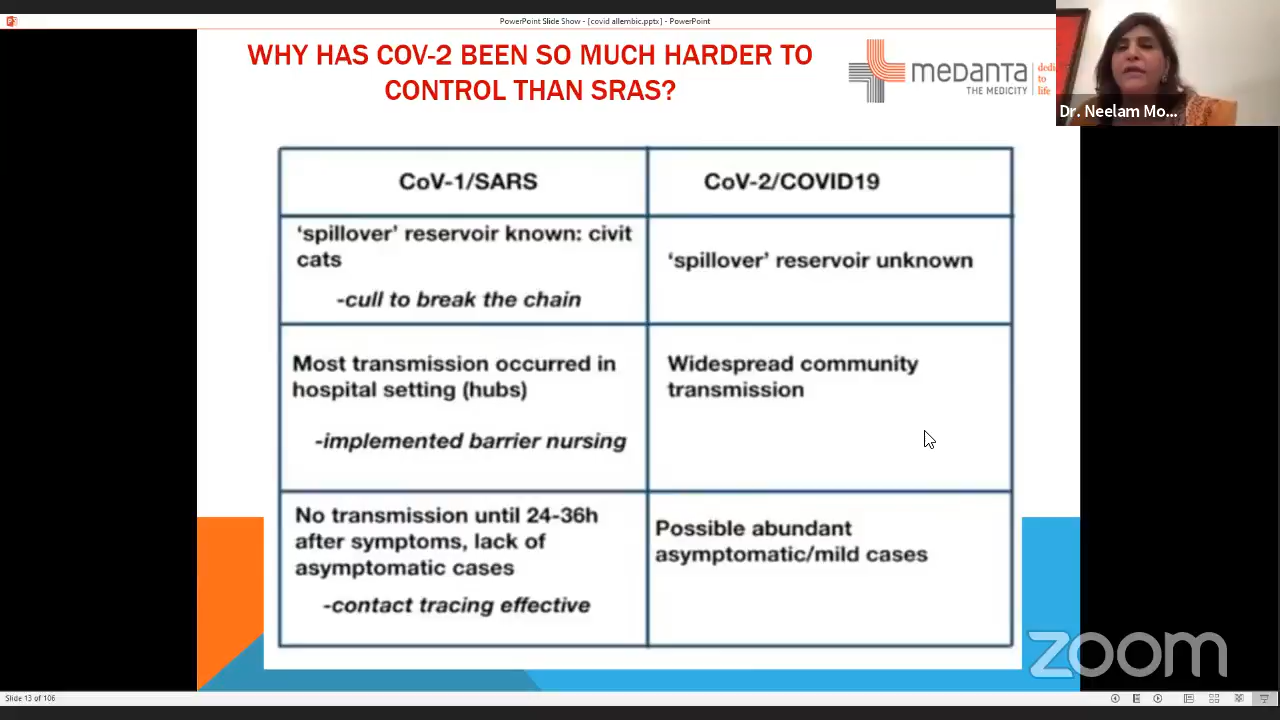 PowerPoint Slide Show - [covid allembic.pptx] - PowerPoint
WHY HAS COV-2 BEEN SO MUCH HARDER TO
CONTROL THAN SRAS?
medanta
THE MEDICITY
dedi
to
life
Dr. Neelam Mo...
CoV-1/SARS
CoV-2/COVID19
‘spillover’ reservoir known: civit
cats
-cull to break the chain
‘spillover’ reservoir unknown
Most transmission occurred in
hospital setting (hubs)
-implemented barrier nursing
Widespread community
transmission
No transmission until 24-36h
after symptoms, lack of
asymptomatic cases
-contact tracing effective
Possible abundant
asymptomatic/mild cases
zoom
Slide 13 of 106